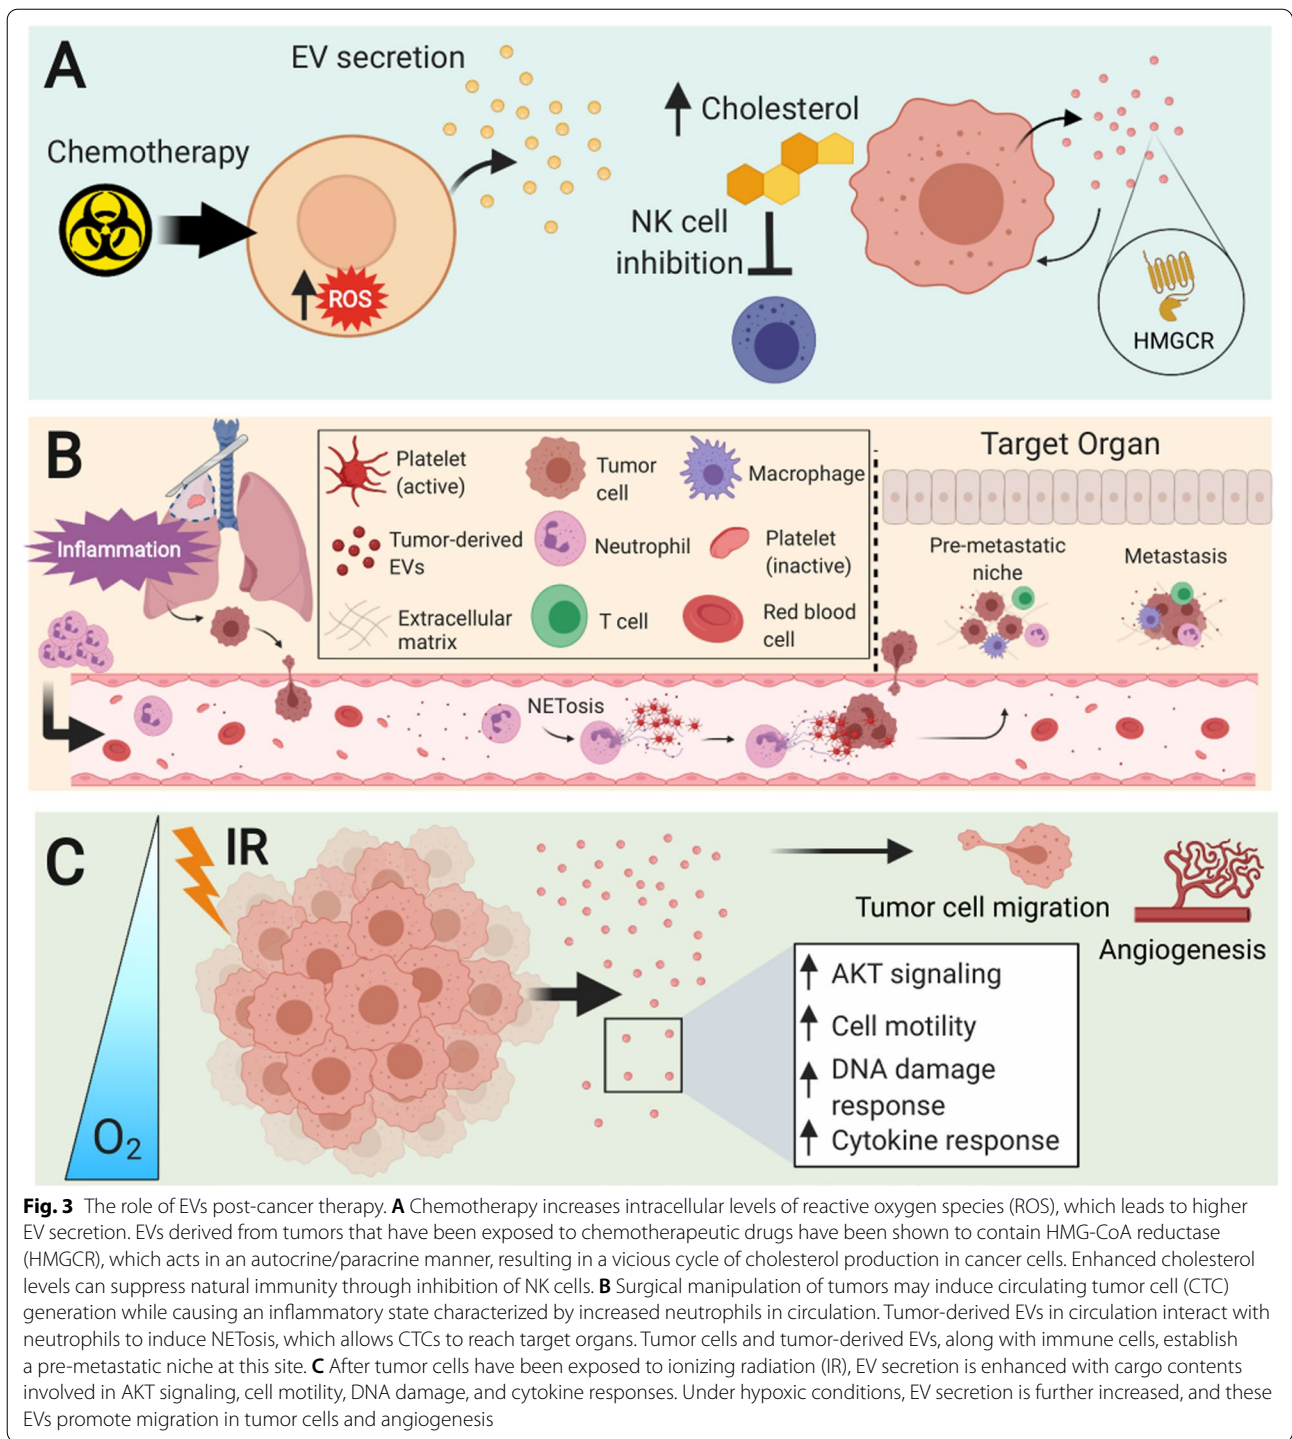 A
EV secretion
Chemotherapy
ROS
Cholesterol
NK cell
inhibition
HMGCR
B
Inflammation
Platelet
(active)
Tumor
cell
Macrophage
Tumor-derived
EVs
Neutrophil
Platelet
(inactive)
Extracellular
matrix
T cell
Red blood
cell
Target Organ
Pre-metastatic
niche
Metastasis
NETosis
C
IR
O₂
Tumor cell migration
Angiogenesis
AKT signaling
Cell motility
DNA damage
response
Cytokine response
Fig. 3 The role of EVs post-cancer therapy. A Chemotherapy increases intracellular levels of reactive oxygen species (ROS), which leads to higher
EV secretion. EVs derived from tumors that have been exposed to chemotherapeutic drugs have been shown to contain HMG-CoA reductase
(HMGCR), which acts in an autocrine/paracrine manner, resulting in a vicious cycle of cholesterol production in cancer cells. Enhanced cholesterol
levels can suppress natural immunity through inhibition of NK cells. B Surgical manipulation of tumors may induce circulating tumor cell (CTC)
generation while causing an inflammatory state characterized by increased neutrophils in circulation. Tumor-derived EVs in circulation interact with
neutrophils to induce NETosis, which allows CTCs to reach target organs. Tumor cells and tumor-derived EVs, along with immune cells, establish
a pre-metastatic niche at this site. C After tumor cells have been exposed to ionizing radiation (IR), EV secretion is enhanced with cargo contents
involved in AKT signaling, cell motility, DNA damage, and cytokine responses. Under hypoxic conditions, EV secretion is further increased, and these
EVs promote migration in tumor cells and angiogenesis